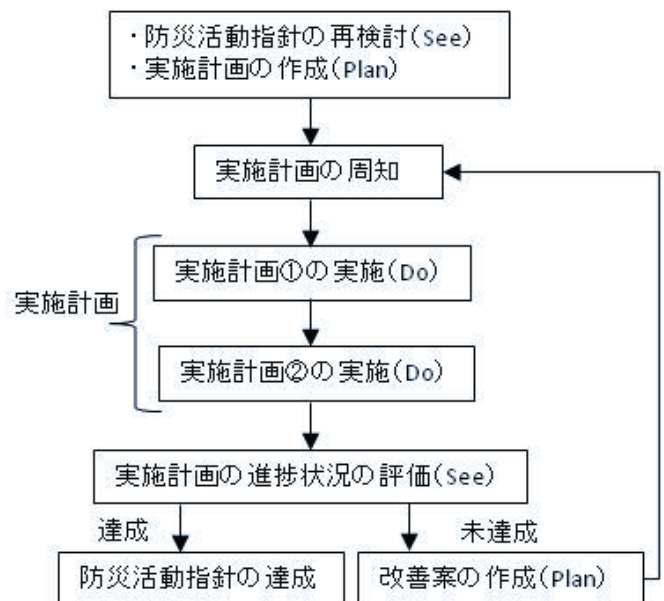 ・防災活動指針の再検討(See)
・実施計画の作成(Plan)
実施計画の周知
実施計画①の実施(Do)
実施計画
実施計画②の実施(Do)
実施計画の進捗状況の評価(See)
達成
未達成
防災活動指針の達成
改善案の作成(Plan)